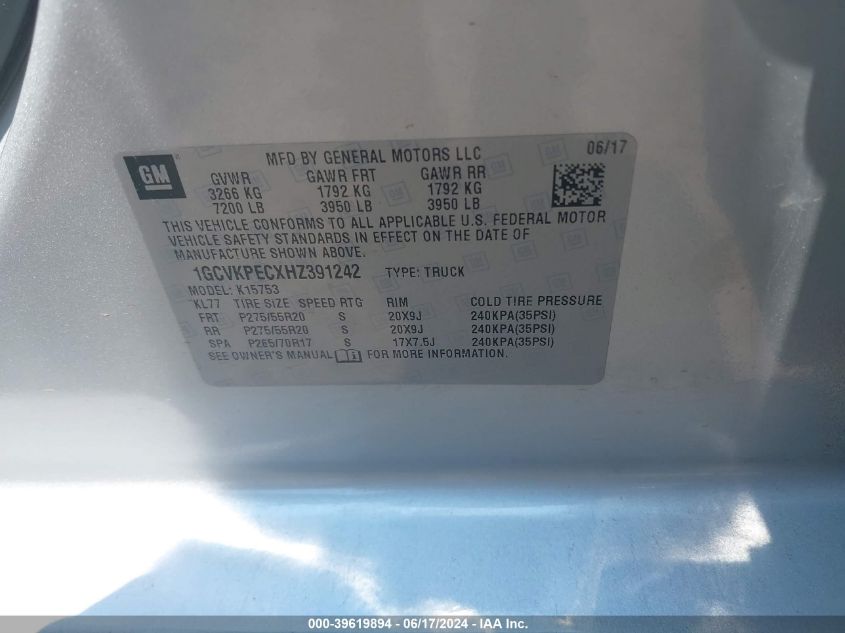 GM MFD BY GENERAL MOTORS LLC 06/17
GVWR GAWR FRT GAWR RR
3266 KG 1792 KG 1792 KG
7200 LB 3950 LB 3950 LB
THIS VEHICLE CONFORMS TO ALL APPLICABLE U.S. FEDERAL MOTOR
VEHICLE SAFETY STANDARDS IN EFFECT ON THE DATE OF
MANUFACTURE SHOWN ABOVE.
1GCVKPECXHZ391242 TYPE: TRUCK
MODEL: K15753
KL77 TIRE SIZE SPEED RTG RIM COLD TIRE PRESSURE
FRT P275/55R20 S 20X9J 240KPA(35PSI)
RR P275/55R20 S 20X9J 240KPA(35PSI)
SPA P265/70R17 S 17X7.5J 240KPA(35PSI)
SEE OWNER'S MANUAL FOR MORE INFORMATION.
000-39619894 - 06/17/2024 - IAA Inc.